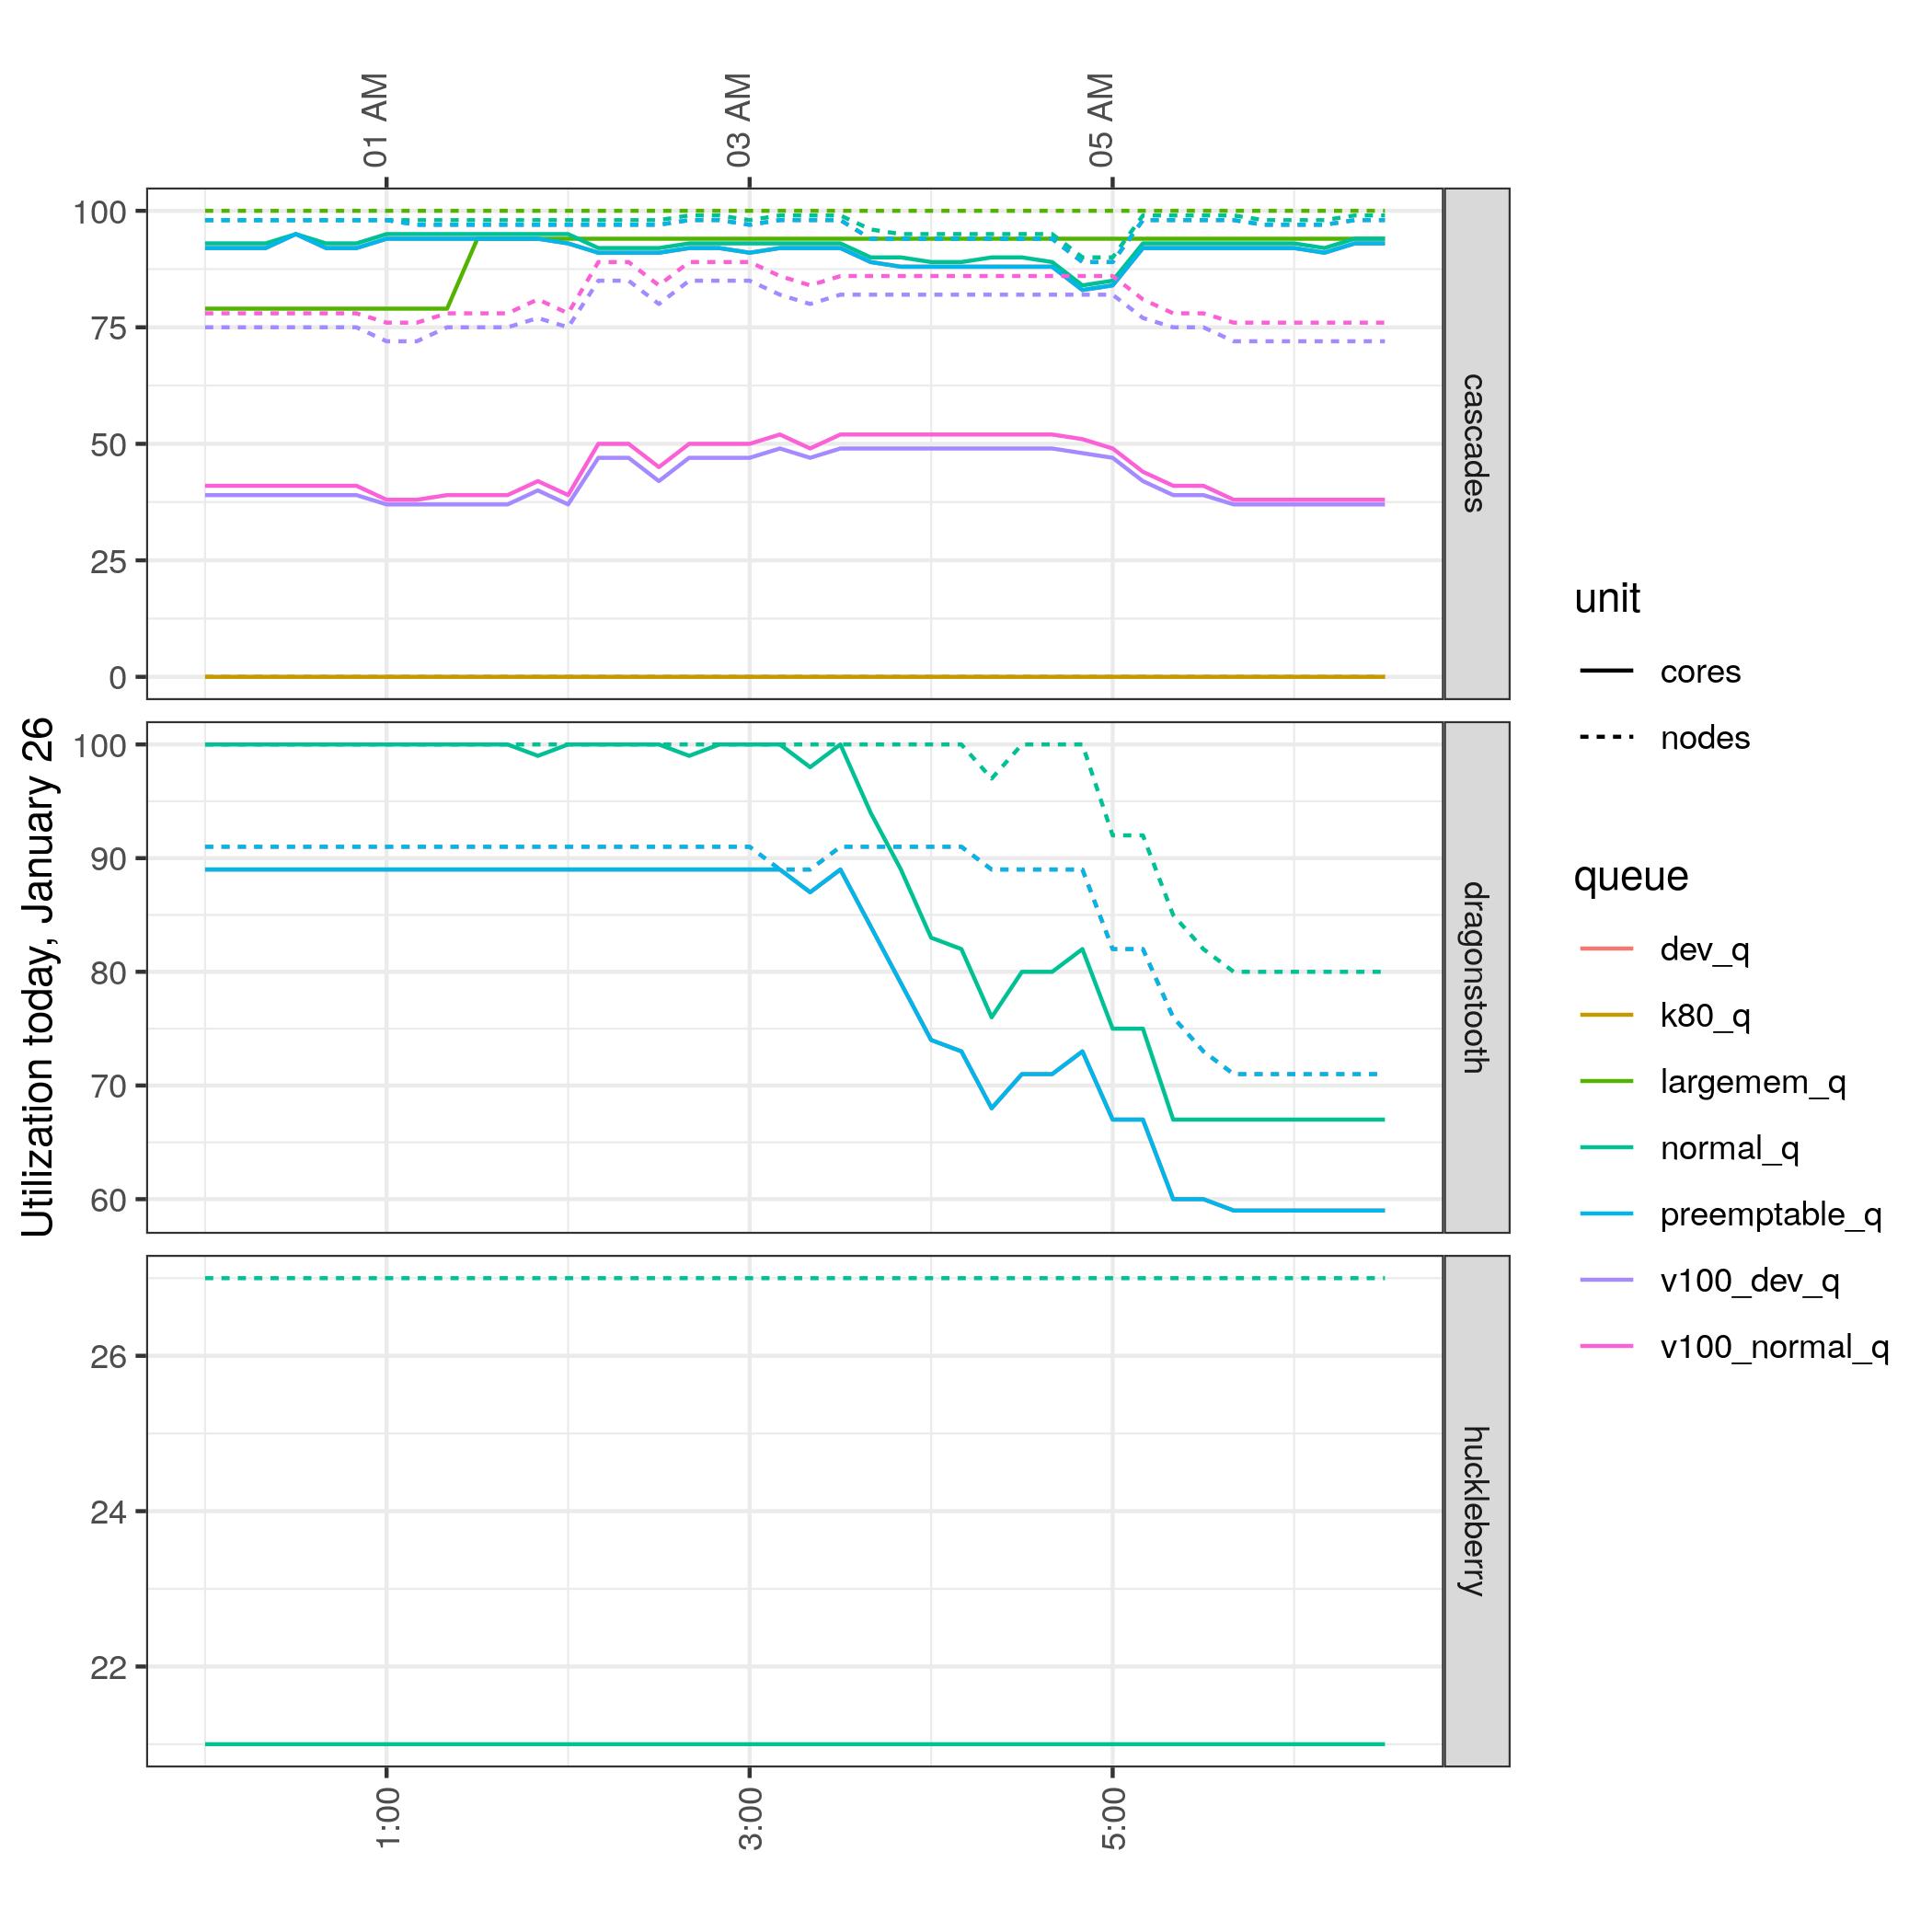 01 AM
03 AM
05 AM
100
75
50
25
0
cascades
100
90
80
70
60
dragonstooth
26
24
22
huckleberry
1:00
3:00
5:00
Utilization today, January 26
unit
cores
nodes
queue
dev_q
k80_q
largemem_q
normal_q
preemptable_q
v100_dev_q
v100_normal_q